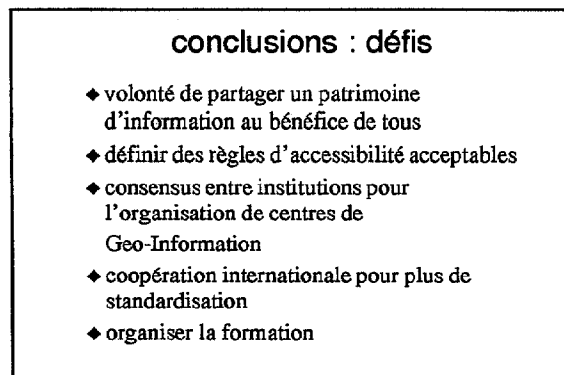 conclusions : défis
◆ volonté de partager un patrimoine
d'information au bénéfice de tous
◆ définir des règles d'accessibilité acceptables
◆ consensus entre institutions pour
l'organisation de centres de
Geo-Information
◆ coopération internationale pour plus de
standardisation
◆ organiser la formation